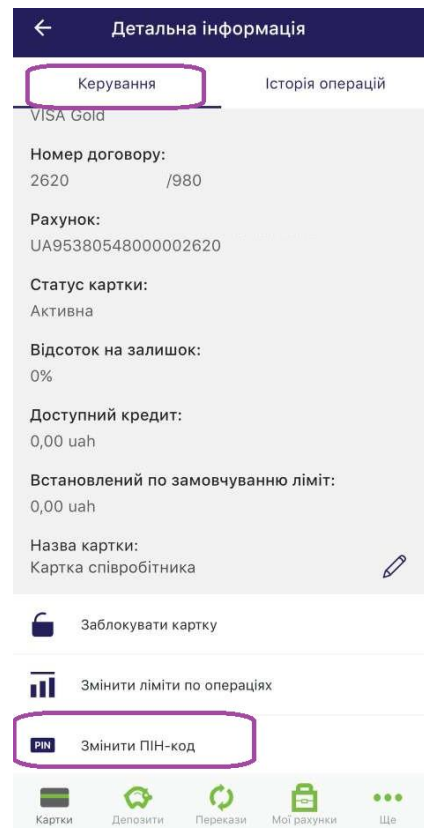 Детальна інформація
Керування Історія операцій
VISA Gold
Номер договору:
2620 /980
Рахунок:
UA95380548000002620
Статус картки:
Активна
Відсоток на залишок:
0%
Доступний кредит:
0,00 uah
Встановлений по замовчуванню ліміт:
0,00 uah
Назва картки:
Картка співробітника
Заблокувати картку
Змінити ліміти по операціях
PIN Змінити ПІН-код
Картки Депозити Перекази Мої рахунки Ще